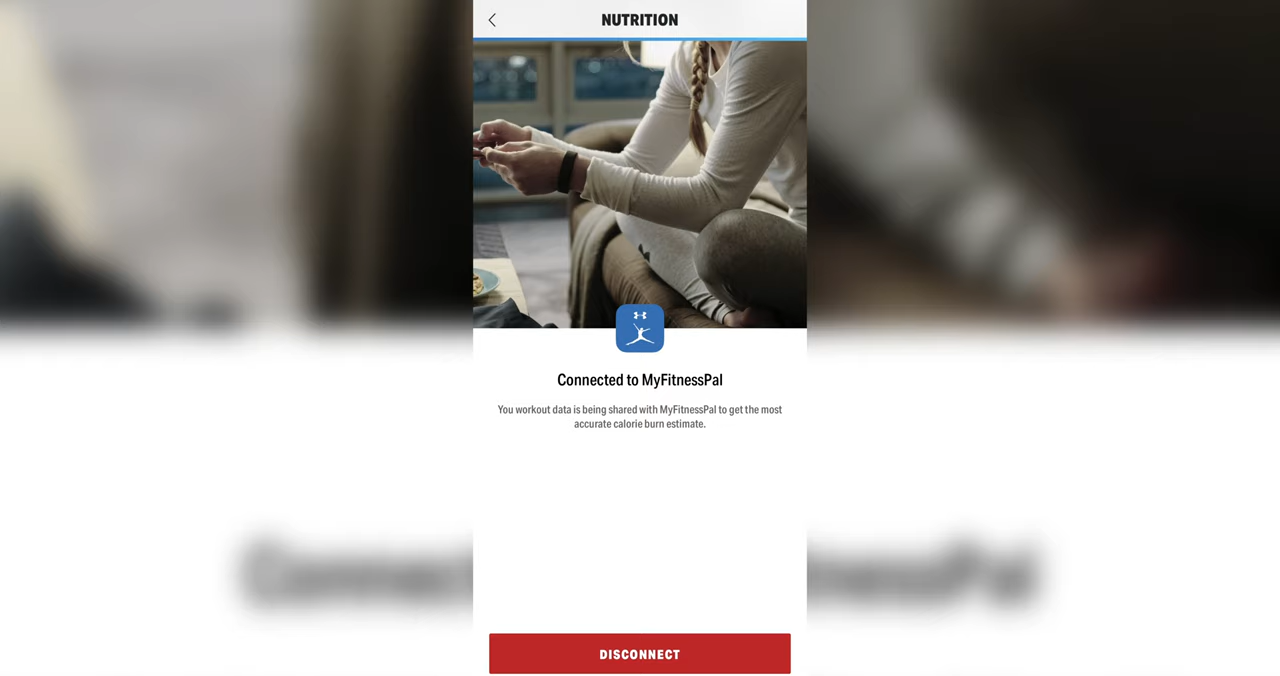 NUTRITION
Connected to MyFitnessPal
You workout data is being shared with MyFitnessPal to get the most
accurate calorie burn estimate.
DISCONNECT